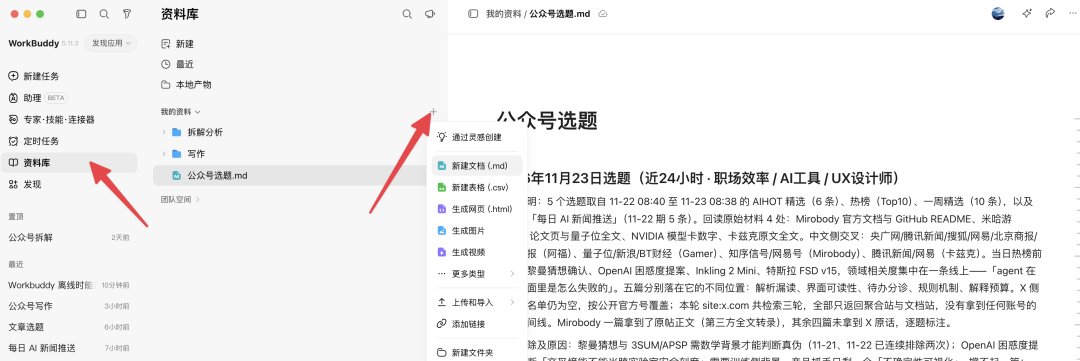 WorkBuddy 5.11.3 发现应用
新建任务
助理 BETA
专家·技能·连接器
定时任务
资料库
发现
置顶
公众号拆解 2天前
最近
Workbuddy 离线时能 10分钟前
公众号写作 3小时前
文章选题 6小时前
每日 AI 新闻推送 7小时前
资料库
新建
最近
本地产物
我的资料
拆解分析
写作
公众号选题.md
团队空间
通过灵感创建
新建文档 (.md)
新建表格 (.csv)
生成网页 (.html)
生成图片
生成视频
更多类型
上传和导入
添加链接
新建文件夹
我的资料 / 公众号选题.md
公众号选题
6年11月23日选题（近24小时 · 职场效率 / AI工具 / UX设计师）
明：5 个选题取自 11-22 08:40 至 11-23 08:38 的 AIHOT 精选（6 条）、热榜（Top10）、一周精选（10 条），以及
「每日 AI 新闻推送」（11-22 期 5 条）。回读原始材料 4 处：Mirobody 官方文档与 GitHub README、米哈游
论文页与量子位全文、NVIDIA 模型卡数字、卡兹克原文全文。中文侧交叉：央广网/腾讯新闻/搜狐/网易/北京商报/
报（阿福）、量子位/新浪/BT财经（Gamer）、知序信号/网易号（Mirobody）、腾讯新闻/网易（卡兹克）。当日热榜前
黎曼猜想确认、OpenAI 困惑度提案、Inkling 2 Mini、特斯拉 FSD v15，领域相关度集中在一条线上——「agent 在
面里是怎么失败的」。五篇分别落在它的不同位置：解析漏读、界面可读性、待办分诊、规则机制、解释预算。X 侧
名单仍为空，按公开官方号覆盖；本轮 site:x.com 共检索三轮，全部只返回聚合站与文档站，没有拿到任何账号的
间线。Mirobody 一篇拿到了原帖正文（第三方全文转录），其余四篇未拿到 X 原话，逐题标注。
除及原因：黎曼猜想与 3SUM/APSP 需数学背景才能判断真伪（11-21、11-22 已连续排除两次）；OpenAI 困惑度提